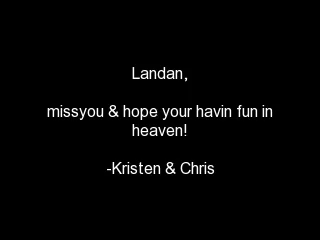 Landan,
missyou & hope your havin fun in
heaven!
-Kristen & Chris